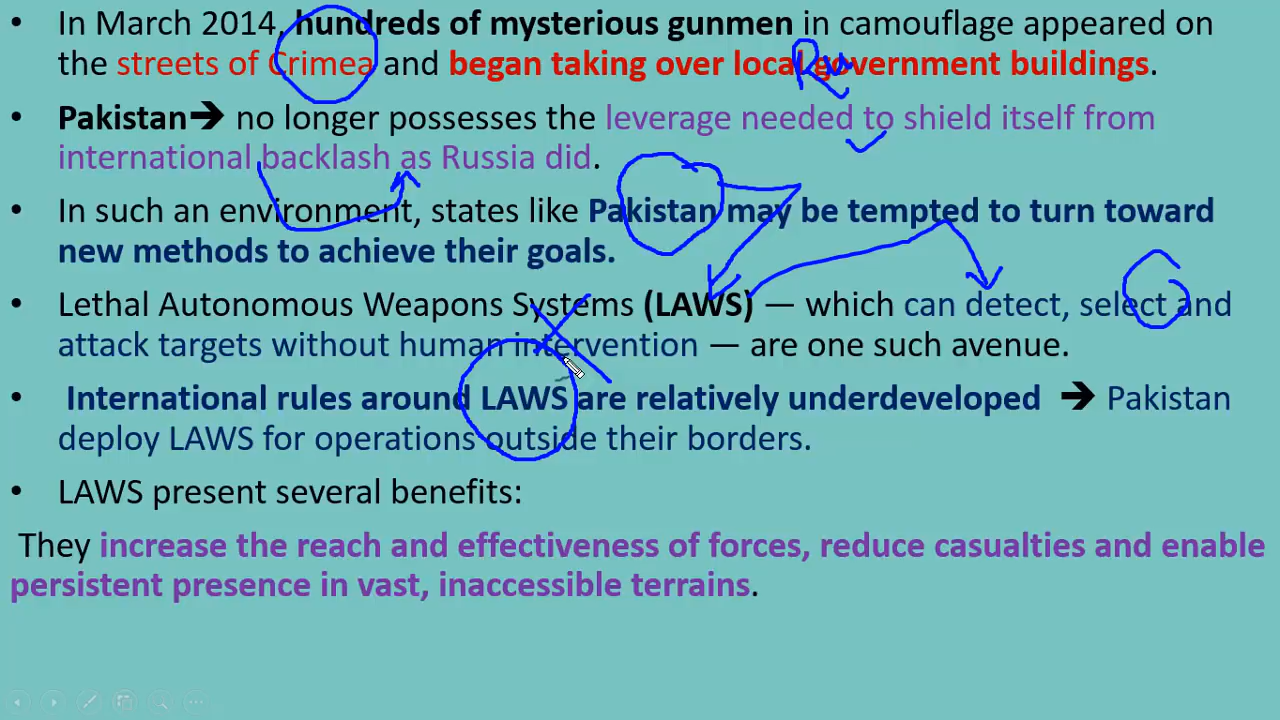 • In March 2014, hundreds of mysterious gunmen in camouflage appeared on
the streets of Crimea and began taking over local government buildings.
• Pakistan➔ no longer possesses the leverage needed to shield itself from
international backlash as Russia did.
• In such an environment, states like Pakistan may be tempted to turn toward
new methods to achieve their goals.
• Lethal Autonomous Weapons Systems (LAWS) — which can detect, select and
attack targets without human intervention — are one such avenue.
• International rules around LAWS are relatively underdeveloped ➔ Pakistan
deploy LAWS for operations outside their borders.
• LAWS present several benefits:
They increase the reach and effectiveness of forces, reduce casualties and enable
persistent presence in vast, inaccessible terrains.